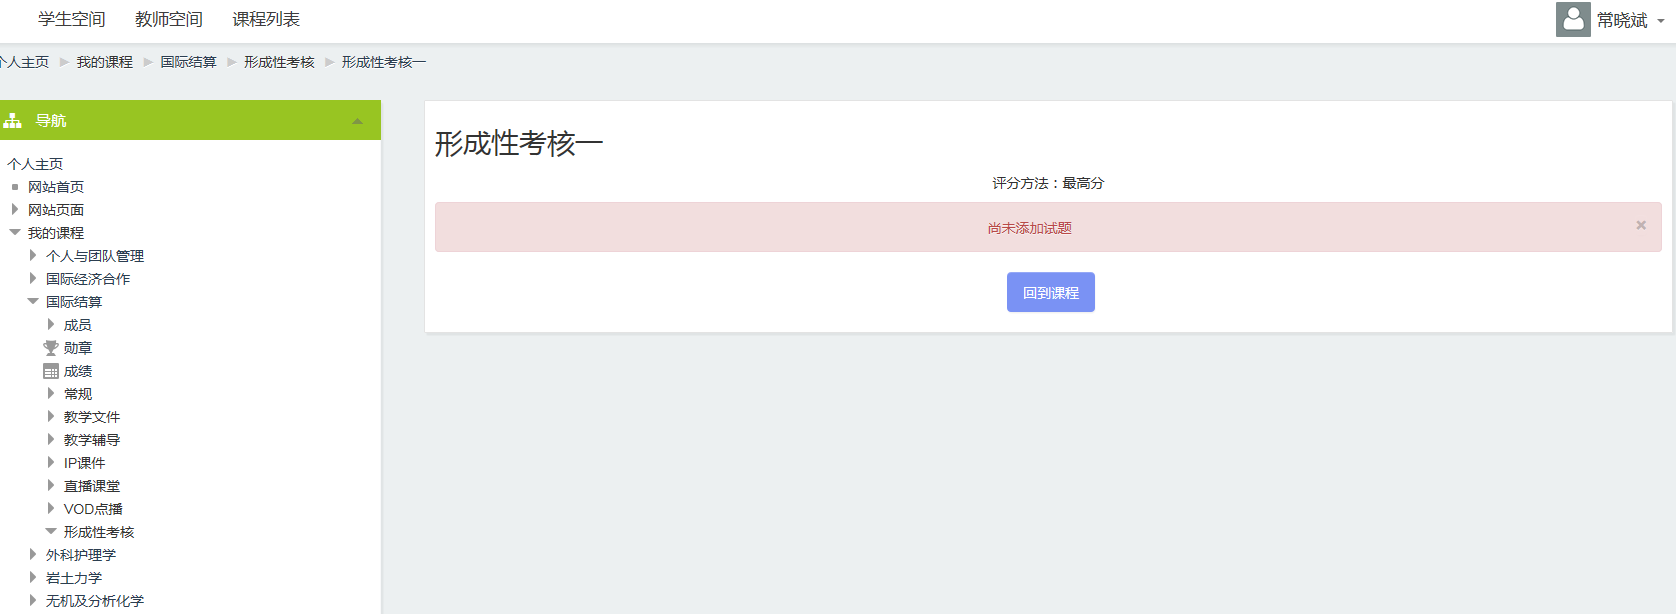 学生空间 教师空间 课程列表 常晓斌
个人主页 我的课程 国际结算 形成性考核 形成性考核一
导航
个人主页
网站首页
网站页面
我的课程
个人与团队管理
国际经济合作
国际结算
成员
勋章
成绩
常规
教学文件
教学辅导
IP课件
直播课堂
VOD点播
形成性考核
外科护理学
岩土力学
无机及分析化学
形成性考核一
评分方法：最高分
尚未添加试题 ×
回到课程